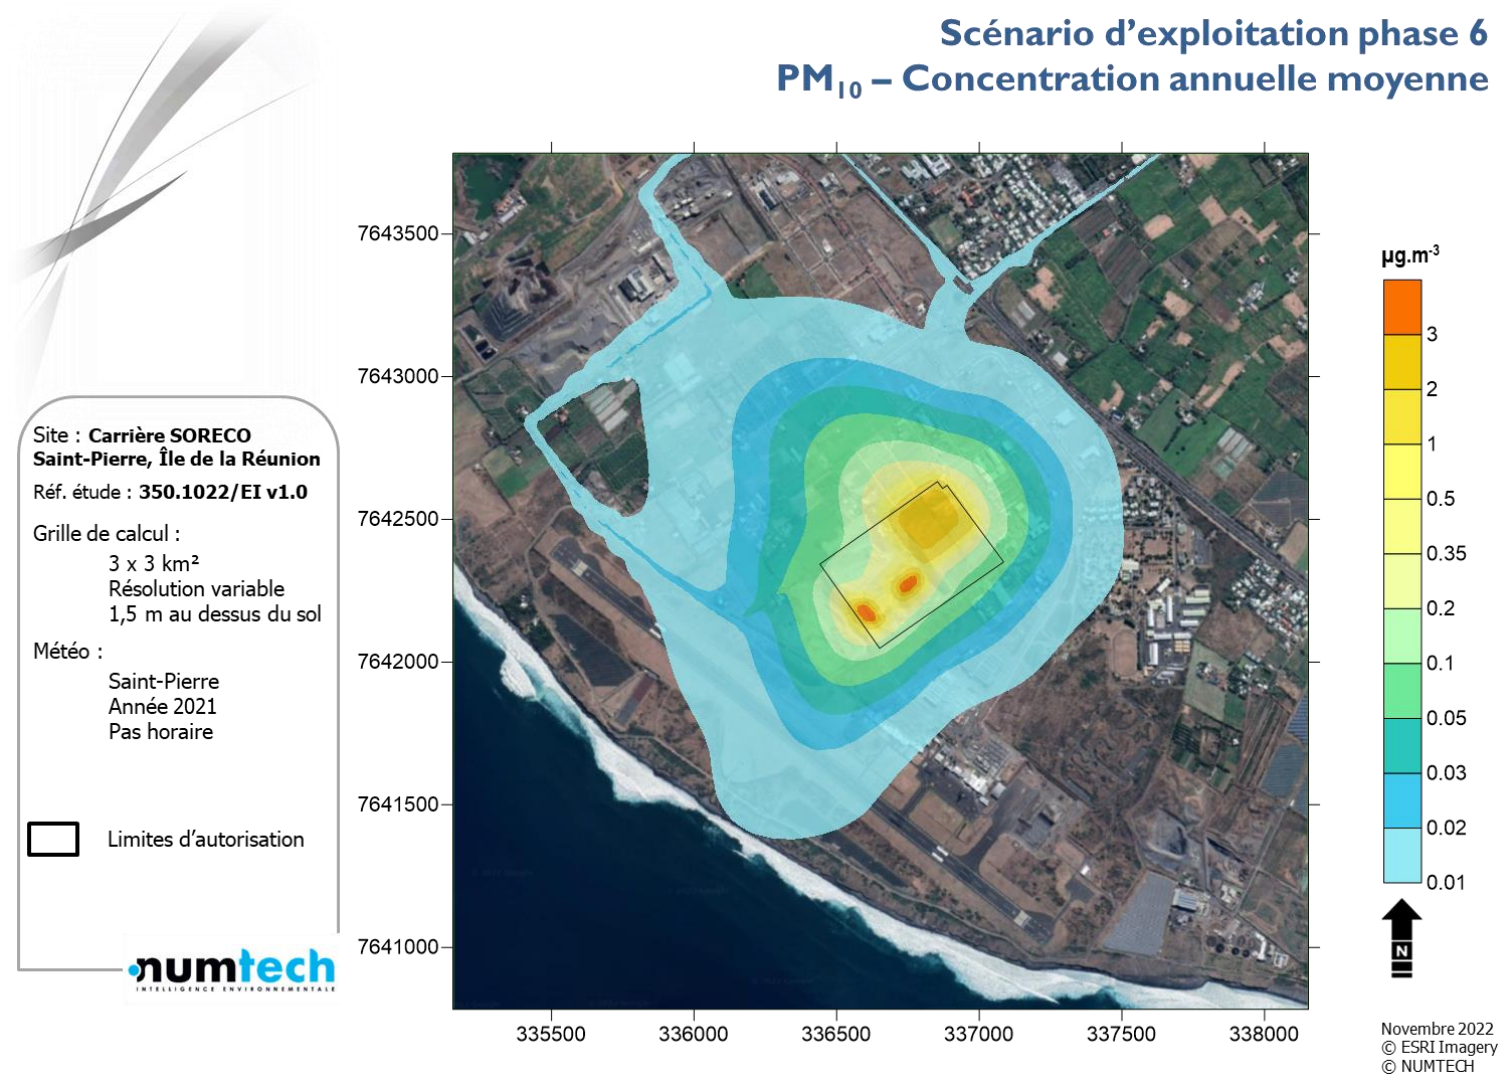 Scénario d’exploitation phase 6
PM10 – Concentration annuelle moyenne
Site : Carrière SORECO
Saint-Pierre, Île de la Réunion
Réf. étude : 350.1022/EI v1.0
Grille de calcul :
3 x 3 km²
Résolution variable
1,5 m au dessus du sol
Météo :
Saint-Pierre
Année 2021
Pas horaire
Limites d’autorisation
numtech
INTELLIGENCE ENVIRONNEMENTALE
7643500
7643000
7642500
7642000
7641500
7641000
335500 336000 336500 337000 337500 338000
µg.m-3
3
2
1
0.5
0.35
0.2
0.1
0.05
0.03
0.02
0.01
N
Novembre 2022
© ESRI Imagery
© NUMTECH